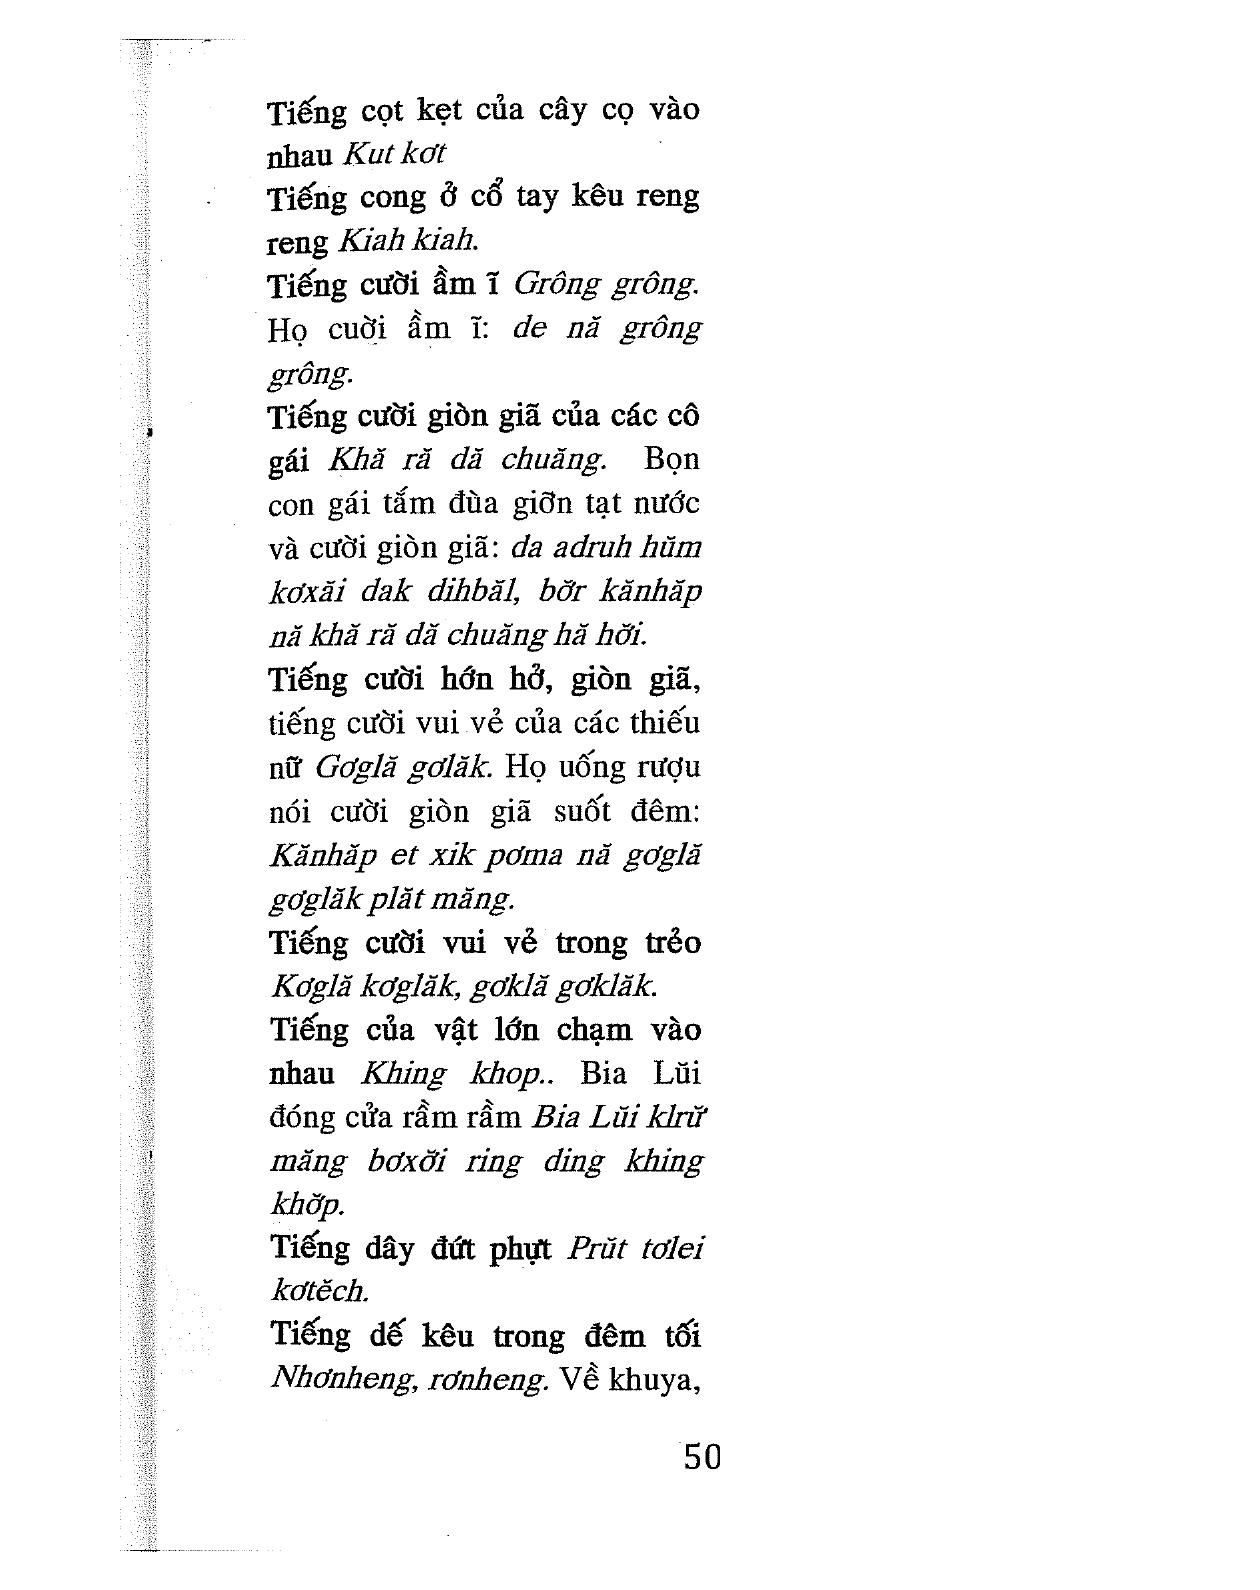 Tiếng cọt kẹt của cây cọ vào
nhau Kut kơt
Tiếng cong ở cổ tay kêu reng
reng Kiah kiah.
Tiếng cười ầm ĩ Grông grông.
Họ cuời ầm ĩ: de nă grông
grông.
Tiếng cười giòn giã của các cô
gái Khă ră dă chuăng. Bọn
con gái tắm đùa giỡn tạt nước
và cười giòn giã: da adruh hŭm
kơxăi dak dihbăl, bơ̆r kănhăp
nă khă ră dă chuăng hă hơ̆i.
Tiếng cười hớn hở, giòn giã,
tiếng cười vui vẻ của các thiếu
nữ Gơglă gơlăk. Họ uống rượu
nói cười giòn giã suốt đêm:
Kănhăp et xik pơma nă gơglă
gơglăk plăt măng.
Tiếng cười vui vẻ trong trẻo
Kơglă kơglăk, gơklă gơklăk.
Tiếng của vật lớn chạm vào
nhau Khing khop.. Bia Lŭi
đóng cửa rầm rầm Bia Lŭi klrư̆
măng bơxơ̆i ring ding khing
khơ̆p.
Tiếng dây đứt phựt Prŭt tơlei
kơtĕch.
Tiếng dế kêu trong đêm tối
Nhơnheng, rơnheng. Về khuya,
50